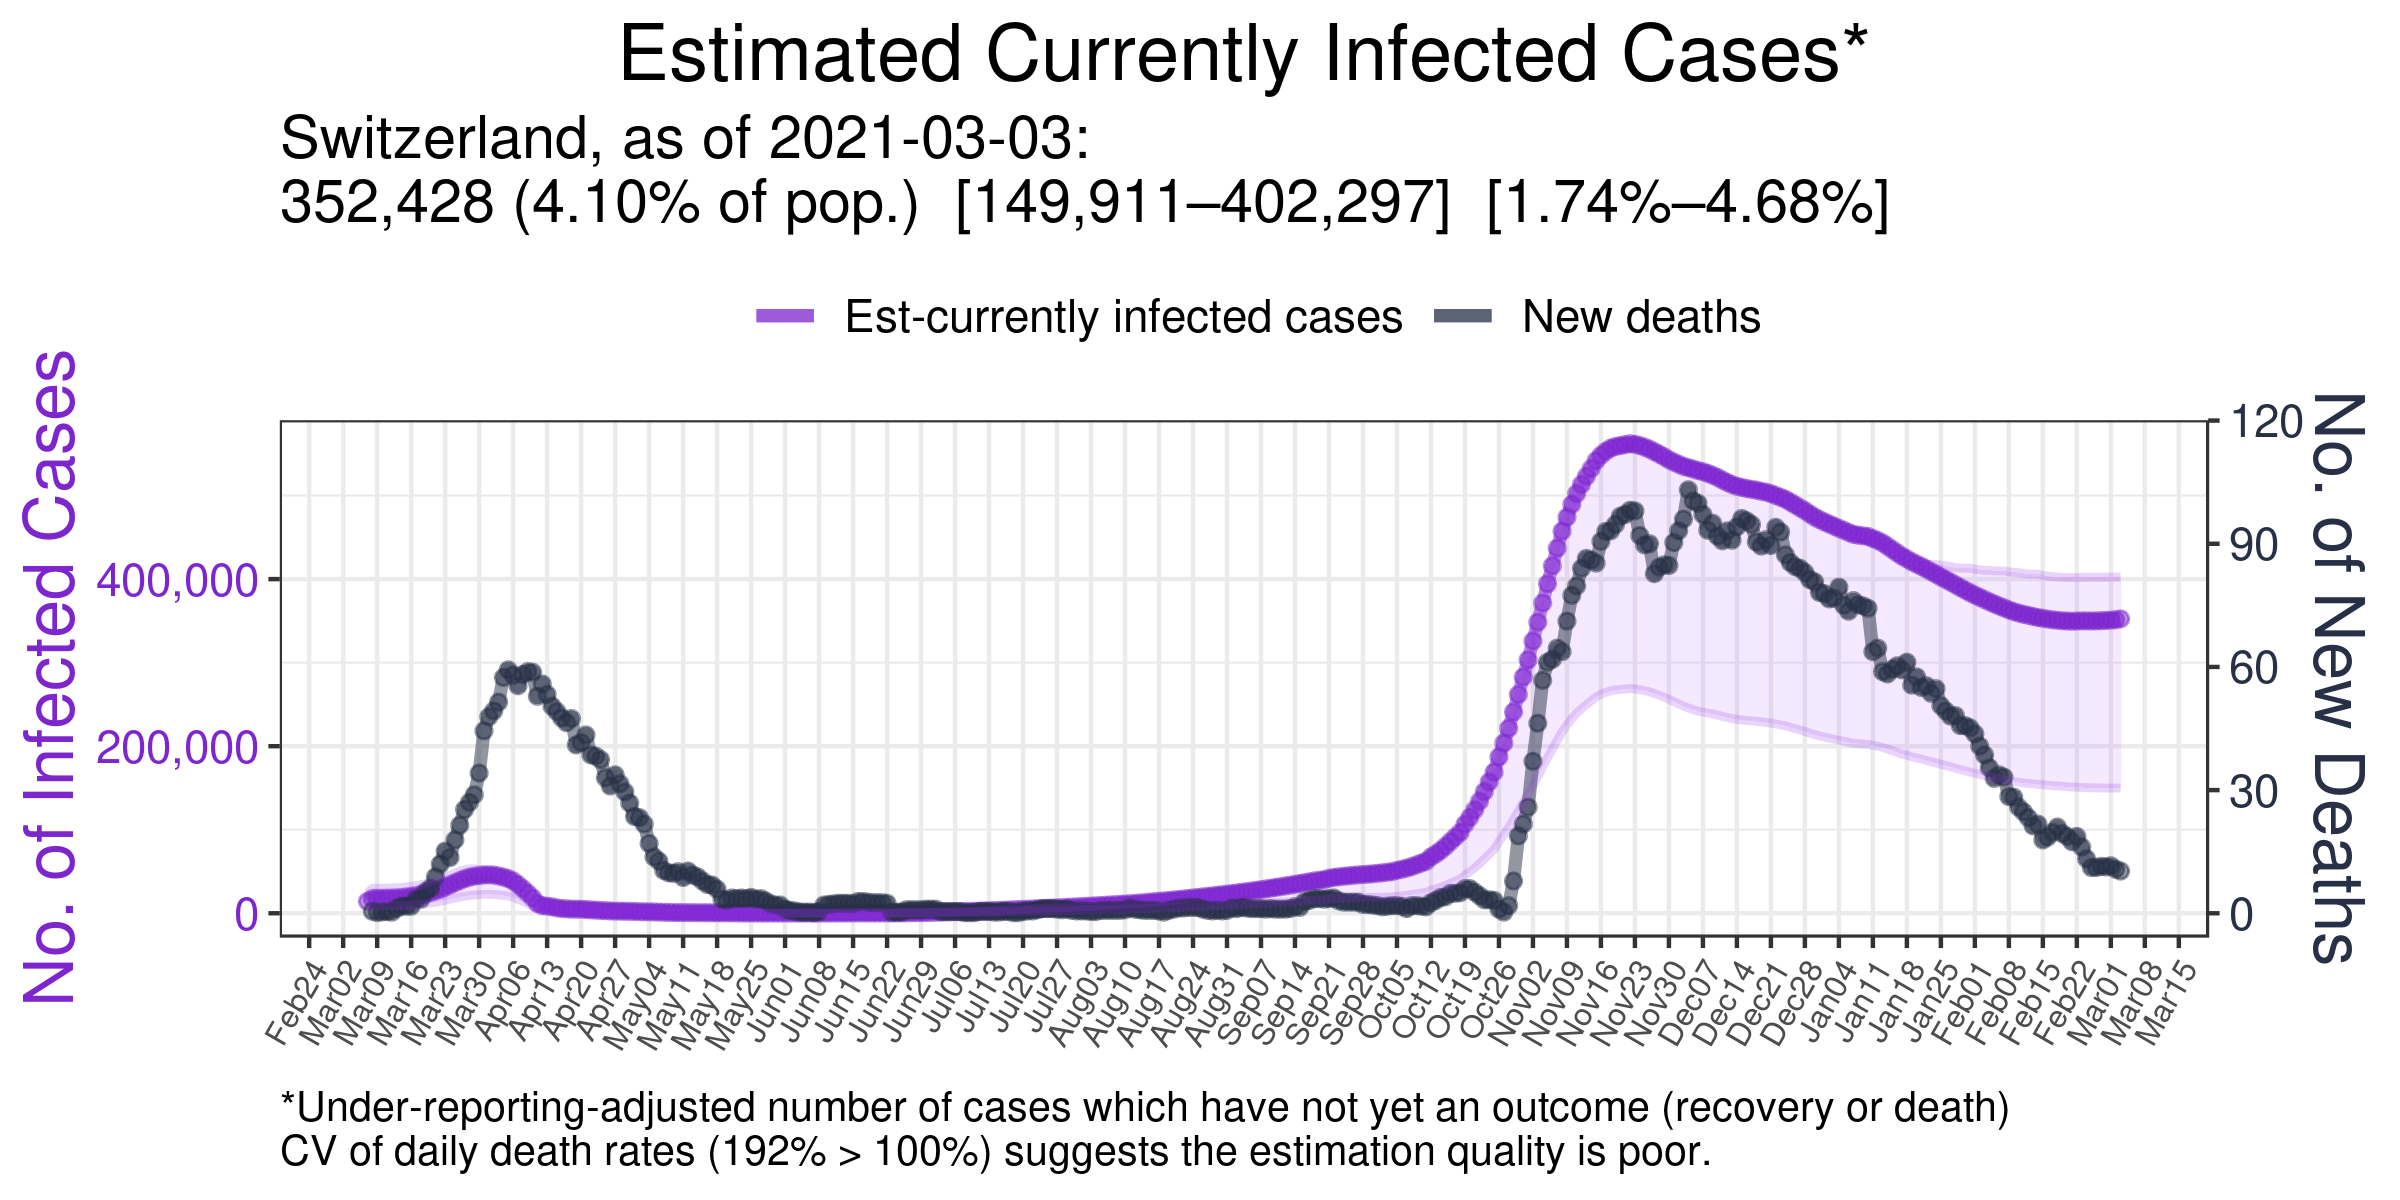 Estimated Currently Infected Cases*
Switzerland, as of 2021-03-03:
352,428 (4.10% of pop.) [149,911–402,297] [1.74%–4.68%]
Est-currently infected cases New deaths
No. of Infected Cases
400,000
200,000
0
120
90
60
30
0
No. of New Deaths
Feb24 Mar02 Mar09 Mar16 Mar23 Mar30 Apr06 Apr13 Apr20 Apr27 May04 May11 May18 May25 Jun01 Jun08 Jun15 Jun22 Jun29 Jul06 Jul13 Jul20 Jul27 Aug03 Aug10 Aug17 Aug24 Aug31 Sep07 Sep14 Sep21 Sep28 Oct05 Oct12 Oct19 Oct26 Nov02 Nov09 Nov16 Nov23 Nov30 Dec07 Dec14 Dec21 Dec28 Jan04 Jan11 Jan18 Jan25 Feb01 Feb08 Feb15 Feb22 Mar01 Mar08 Mar15
*Under-reporting-adjusted number of cases which have not yet an outcome (recovery or death)
CV of daily death rates (192% > 100%) suggests the estimation quality is poor.